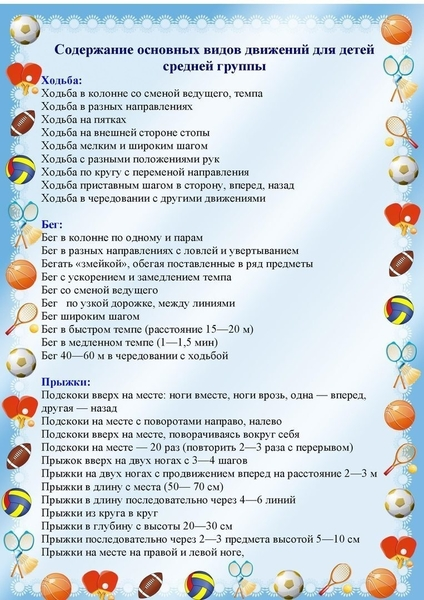 Содержание основных видов движений для детей
средней группы
Ходьба:
Ходьба в колонне со сменой ведущего, темпа
Ходьба в разных направлениях
Ходьба на пятках
Ходьба на внешней стороне стопы
Ходьба мелким и широким шагом
Ходьба с разными положениями рук
Ходьба по кругу с переменой направления
Ходьба приставным шагом в сторону, вперед, назад
Ходьба в чередовании с другими движениями
Бег:
Бег в колонне по одному и парам
Бег в разных направлениях с ловлей и увертыванием
Бегать «змейкой», обегая поставленные в ряд предметы
Бег с ускорением и замедлением темпа
Бег со сменой ведущего
Бег по узкой дорожке, между линиями
Бег широким шагом
Бег в быстром темпе (расстояние 15—20 м)
Бег в медленном темпе (1—1,5 мин)
Бег 40—60 м в чередовании с ходьбой
Прыжки:
Подскоки вверх на месте: ноги вместе, ноги врозь, одна — вперед,
другая — назад
Подскоки на месте с поворотами направо, налево
Подскоки вверх на месте, поворачиваясь вокруг себя
Подскоки на месте — 20 раз (повторить 2—3 раза с перерывом)
Прыжок вверх на двух ногах с 3—4 шагов
Прыжки на двух ногах с продвижением вперед на расстояние 2—3 м
Прыжки в длину с места (50— 70 см)
Прыжки в длину последовательно через 4—6 линий
Прыжки из круга в круг
Прыжки в глубину с высоты 20—30 см
Прыжки последовательно через 2—3 предмета высотой 5—10 см
Прыжки на месте на правой и левой ноге,